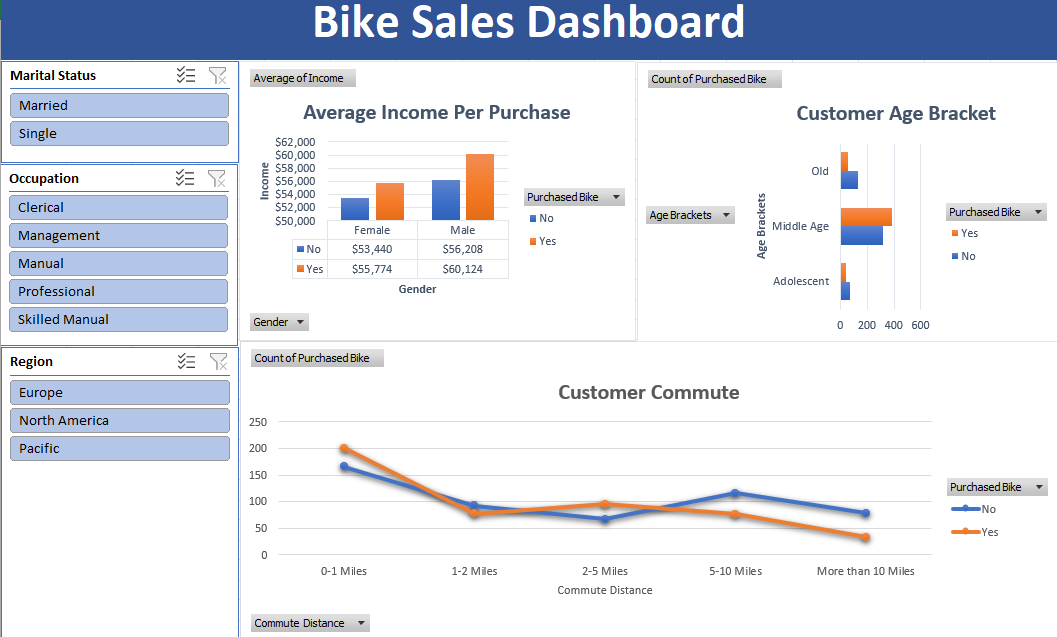 Bike Sales Dashboard
Marital Status
Married
Single
Occupation
Clerical
Management
Manual
Professional
Skilled Manual
Region
Europe
North America
Pacific
Average of Income
Average Income Per Purchase
$62,000
$60,000
$58,000
$56,000
$54,000
$52,000
$50,000
Income
Female Male
No $53,440 $56,208
Yes $55,774 $60,124
Gender
Purchased Bike
No
Yes
Gender
Count of Purchased Bike
Customer Age Bracket
Age Brackets
Age Brackets
Old
Middle Age
Adolescent
0 200 400 600
Purchased Bike
Yes
No
Count of Purchased Bike
Customer Commute
250
200
150
100
50
0
0-1 Miles 1-2 Miles 2-5 Miles 5-10 Miles More than 10 Miles
Commute Distance
Purchased Bike
No
Yes
Commute Distance